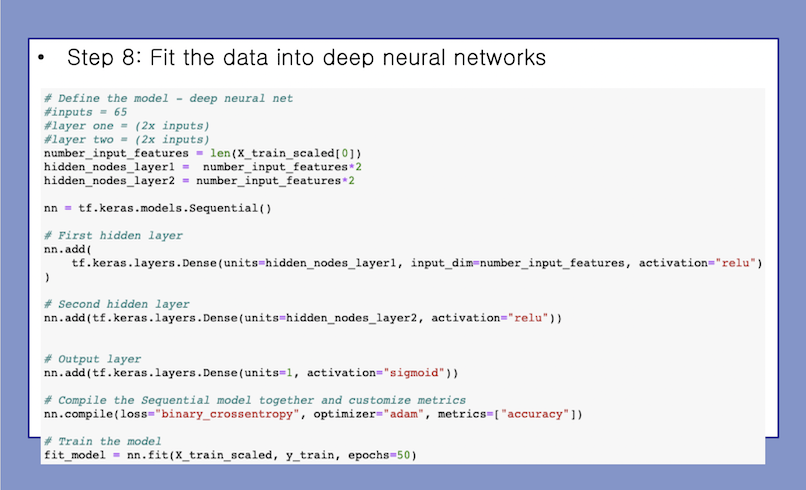 • Step 8: Fit the data into deep neural networks
# Define the model - deep neural net
#inputs = 65
#layer one = (2x inputs)
#layer two = (2x inputs)
number_input_features = len(X_train_scaled[0])
hidden_nodes_layer1 =  number_input_features*2
hidden_nodes_layer2 = number_input_features*2
nn = tf.keras.models.Sequential()
# First hidden layer
nn.add(
    tf.keras.layers.Dense(units=hidden_nodes_layer1, input_dim=number_input_features, activation="relu")
)
# Second hidden layer
nn.add(tf.keras.layers.Dense(units=hidden_nodes_layer2, activation="relu"))
# Output layer
nn.add(tf.keras.layers.Dense(units=1, activation="sigmoid"))
# Compile the Sequential model together and customize metrics
nn.compile(loss="binary_crossentropy", optimizer="adam", metrics=["accuracy"])
# Train the model
fit_model = nn.fit(X_train_scaled, y_train, epochs=50)